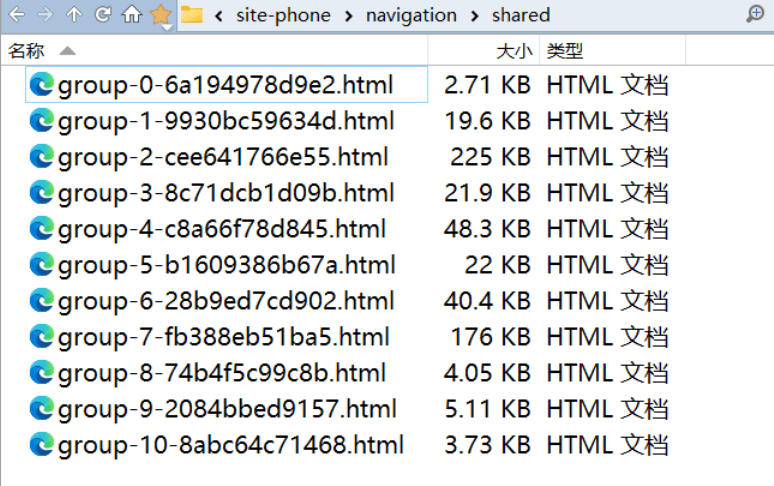 site-phone navigation shared
名称 大小 类型
group-0-6a194978d9e2.html 2.71 KB HTML 文档
group-1-9930bc59634d.html 19.6 KB HTML 文档
group-2-cee641766e55.html 225 KB HTML 文档
group-3-8c71dcb1d09b.html 21.9 KB HTML 文档
group-4-c8a66f78d845.html 48.3 KB HTML 文档
group-5-b1609386b67a.html 22 KB HTML 文档
group-6-28b9ed7cd902.html 40.4 KB HTML 文档
group-7-fb388eb51ba5.html 176 KB HTML 文档
group-8-74b4f5c99c8b.html 4.05 KB HTML 文档
group-9-2084bbed9157.html 5.11 KB HTML 文档
group-10-8abc64c71468.html 3.73 KB HTML 文档